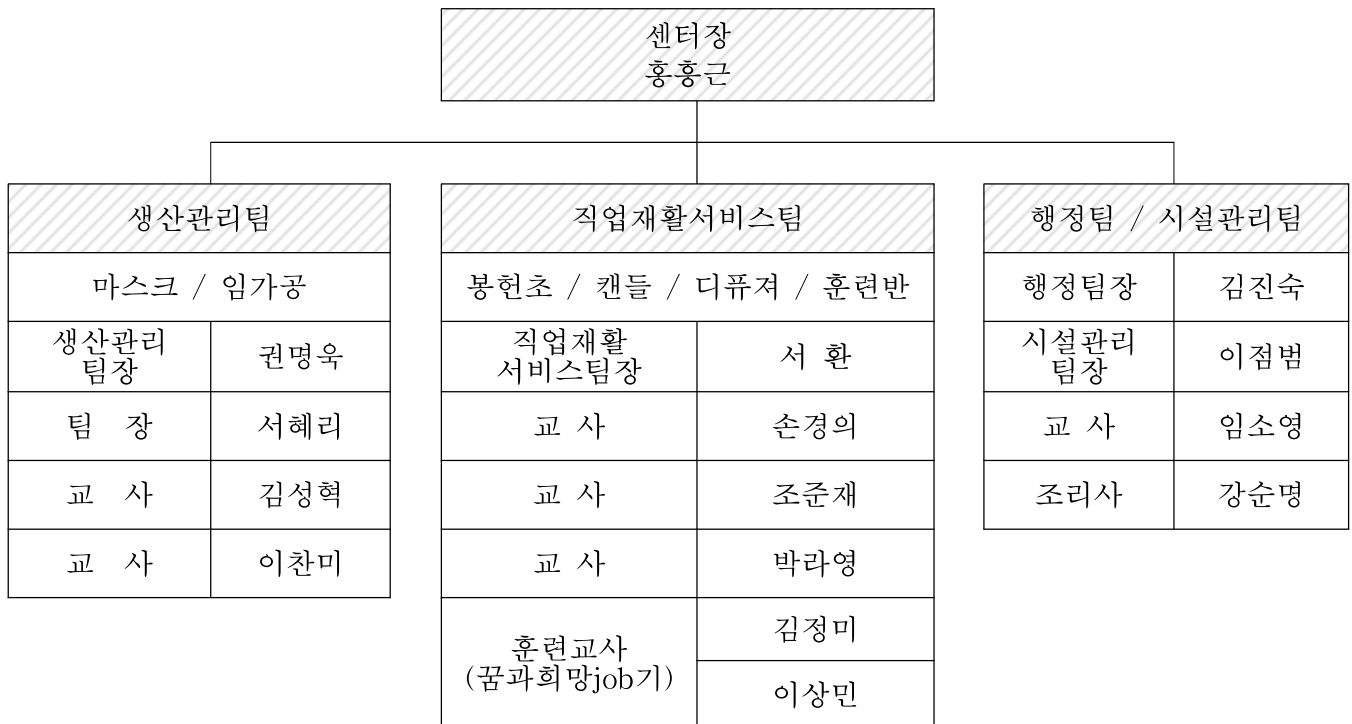 센터장
홍홍근
생산관리팀
마스크 / 임가공
생산관리
팀장
권명욱
팀 장
서혜리
교 사
김성혁
교 사
이찬미
직업재활서비스팀
봉헌초 / 캔들 / 디퓨져 / 훈련반
직업재활
서비스팀장
서 환
교 사
손경의
교 사
조준재
교 사
박라영
훈련교사
(꿈과희망job기)
김정미
이상민
행정팀 / 시설관리팀
행정팀장
김진숙
시설관리
팀장
이점범
교 사
임소영
조리사
강순명